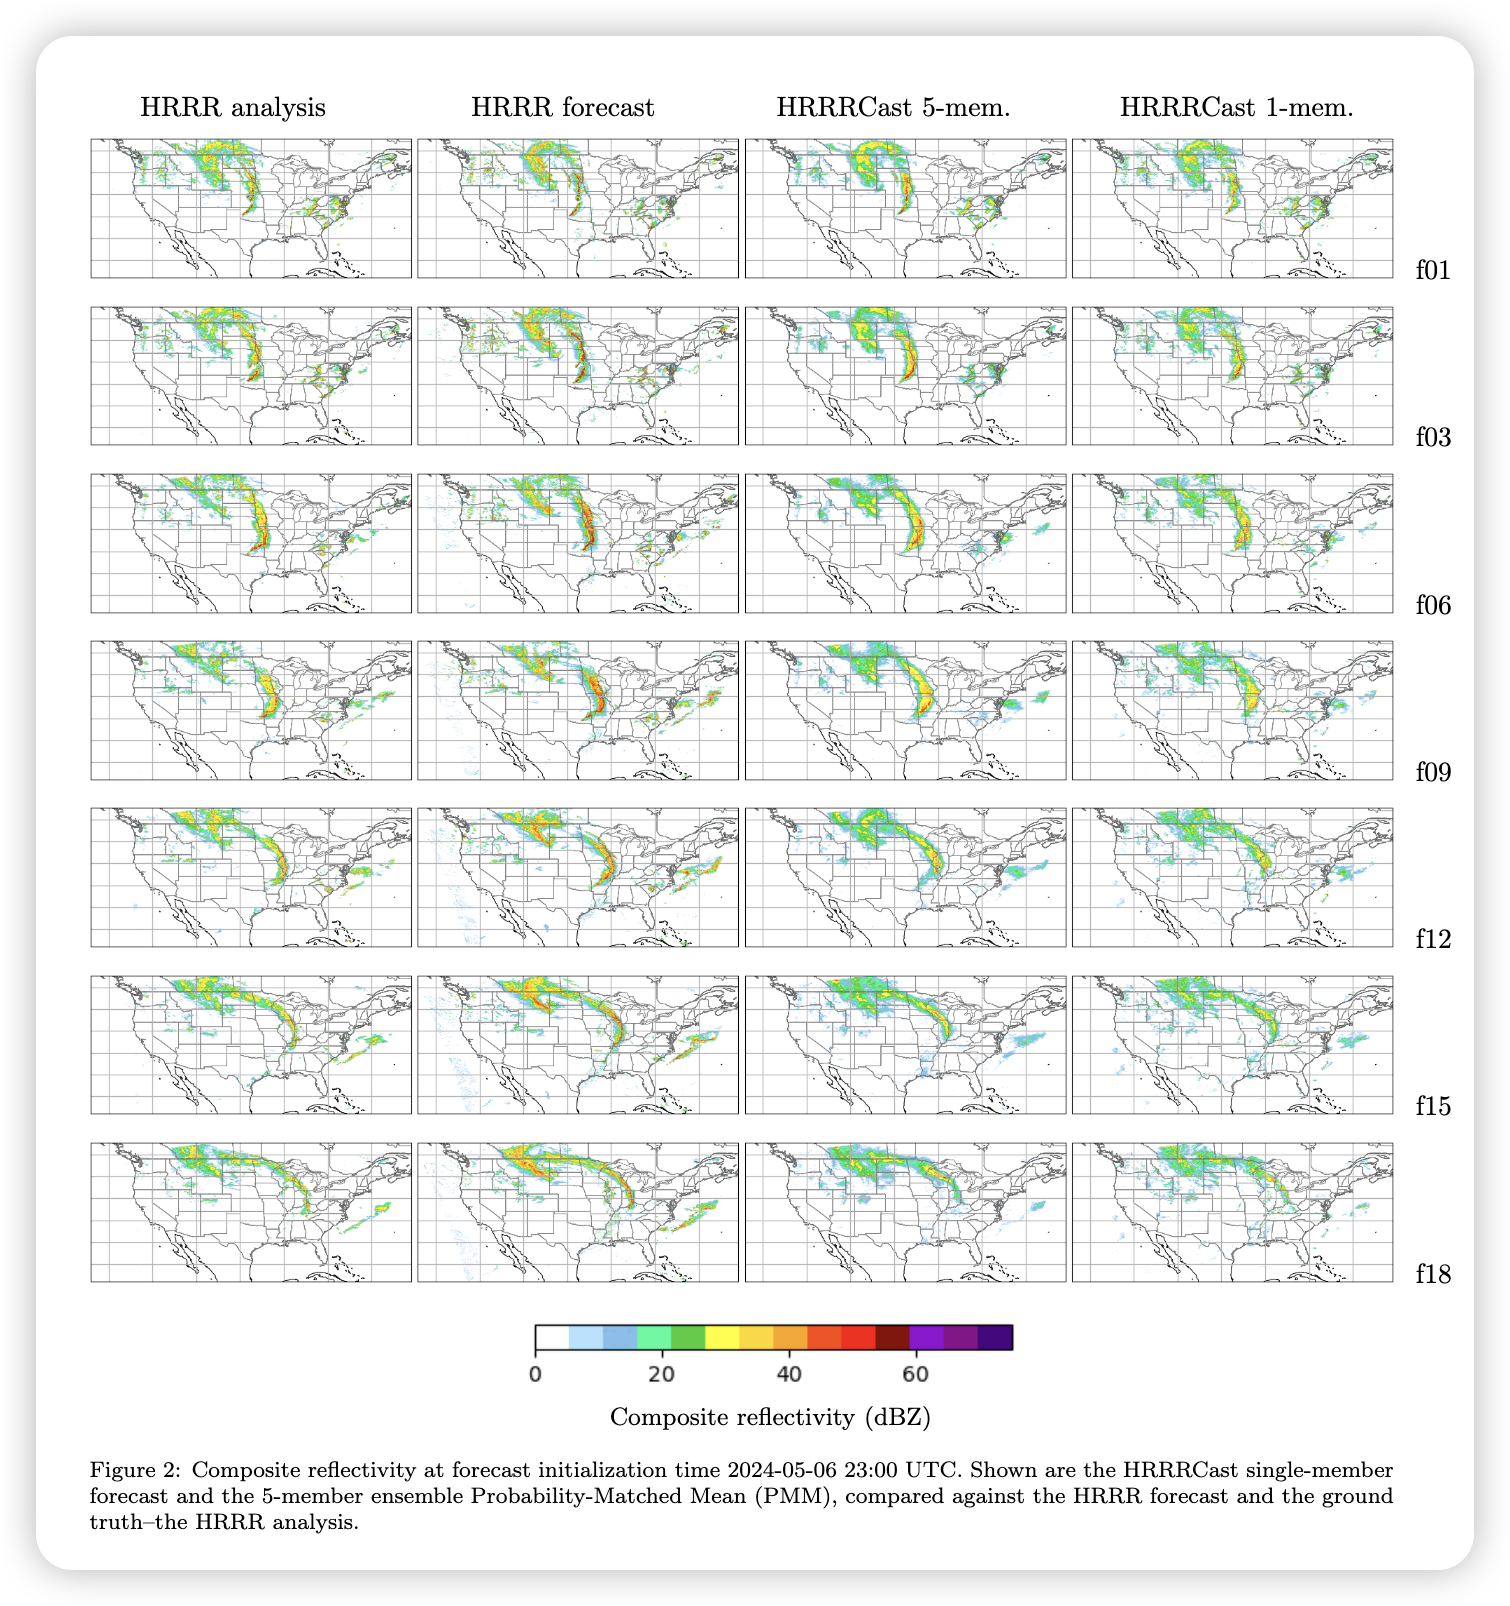 HRRR analysis
HRRR forecast
HRRRCast 5-mem.
HRRRCast 1-mem.
f01
f03
f06
f09
f12
f15
f18
0
20
40
60
Composite reflectivity (dBZ)
Figure 2: Composite reflectivity at forecast initialization time 2024-05-06 23:00 UTC. Shown are the HRRRCast single-member
forecast and the 5-member ensemble Probability-Matched Mean (PMM), compared against the HRRR forecast and the ground
truth–the HRRR analysis.